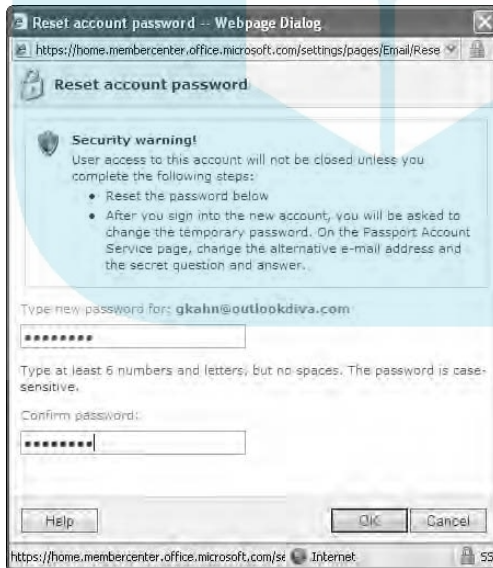 Reset account password -- Webpage Dialog
https://home.membercenter.office.microsoft.com/settings/pages/Email/Rese
Reset account password
Security warning!
User access to this account will not be closed unless you
complete the following steps:
• Reset the password below
• After you sign into the new account, you will be asked to
change the temporary password. On the Passport Account
Service page, change the alternative e-mail address and
the secret question and answer.
Type new password for: gkahn@outlookdiva.com
••••••••
Type at least 6 numbers and letters, but no spaces. The password is case-
sensitive.
Confirm password:
••••••••
Help OK Cancel
https://home.membercenter.office.microsoft.com/se Internet